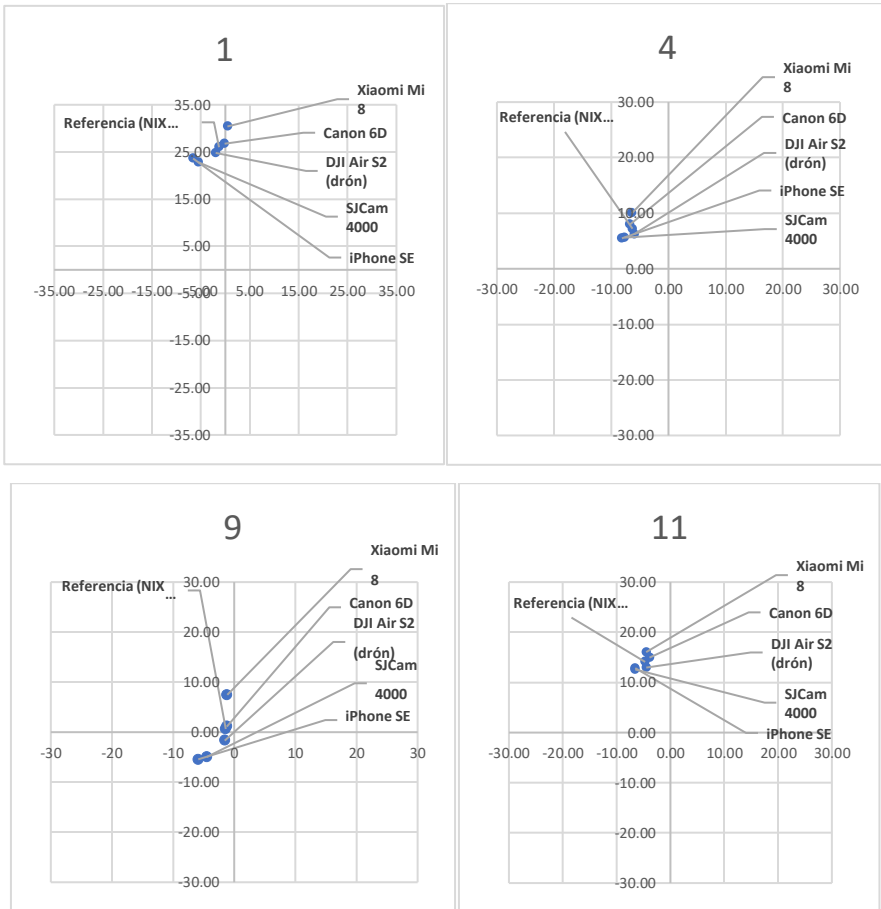 1
Xiaomi Mi
8
Referencia (NIX...
Canon 6D
DJI Air S2
(drón)
SJCam
4000
iPhone SE
35.00
25.00
15.00
5.00
-5.00
-15.00
-25.00
-35.00
-35.00 -25.00 -15.00 -5.00 5.00 15.00 25.00 35.00
4
Xiaomi Mi
8
Referencia (NIX...
Canon 6D
DJI Air S2
(drón)
iPhone SE
SJCam
4000
30.00
20.00
10.00
0.00
-10.00
-20.00
-30.00
-30.00 -20.00 -10.00 0.00 10.00 20.00 30.00
9
Xiaomi Mi
8
Referencia (NIX
...
Canon 6D
DJI Air S2
(drón)
SJCam
4000
iPhone SE
30.00
20.00
10.00
0.00
-10.00
-20.00
-30.00
-30 -20 -10 0 10 20 30
11
Xiaomi Mi
8
Referencia (NIX...
Canon 6D
DJI Air S2
(drón)
SJCam
4000
iPhone SE
30.00
20.00
10.00
0.00
-10.00
-20.00
-30.00
-30.00 -20.00 -10.00 0.00 10.00 20.00 30.00